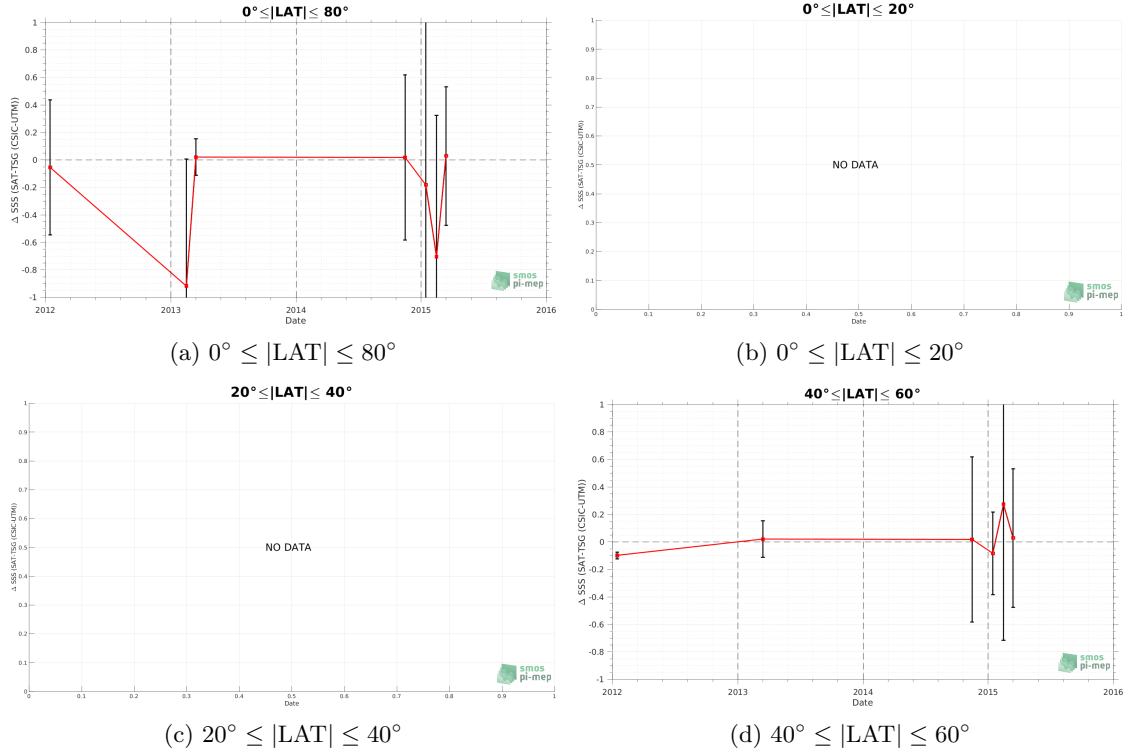 0°≤|LAT|≤ 80°
1
0.8
0.6
0.4
0.2
0
-0.2
-0.4
-0.6
-0.8
-1
Δ SSS (SAT-TSG (CSIC-UTM))
2012
2013
2014
2015
2016
Date
smos
pi-mep
(a) 0° ≤ |LAT| ≤ 80°
0°≤|LAT|≤ 20°
1
0.9
0.8
0.7
0.6
0.5
0.4
0.3
0.2
0.1
0
Δ SSS (SAT-TSG (CSIC-UTM))
NO DATA
0
0.1
0.2
0.3
0.4
0.5
0.6
0.7
0.8
0.9
1
Date
smos
pi-mep
(b) 0° ≤ |LAT| ≤ 20°
20°≤|LAT|≤ 40°
1
0.9
0.8
0.7
0.6
0.5
0.4
0.3
0.2
0.1
0
Δ SSS (SAT-TSG (CSIC-UTM))
NO DATA
0
0.1
0.2
0.3
0.4
0.5
0.6
0.7
0.8
0.9
1
Date
smos
pi-mep
(c) 20° ≤ |LAT| ≤ 40°
40°≤|LAT|≤ 60°
1
0.8
0.6
0.4
0.2
0
-0.2
-0.4
-0.6
-0.8
-1
Δ SSS (SAT-TSG (CSIC-UTM))
2012
2013
2014
2015
2016
Date
smos
pi-mep
(d) 40° ≤ |LAT| ≤ 60°